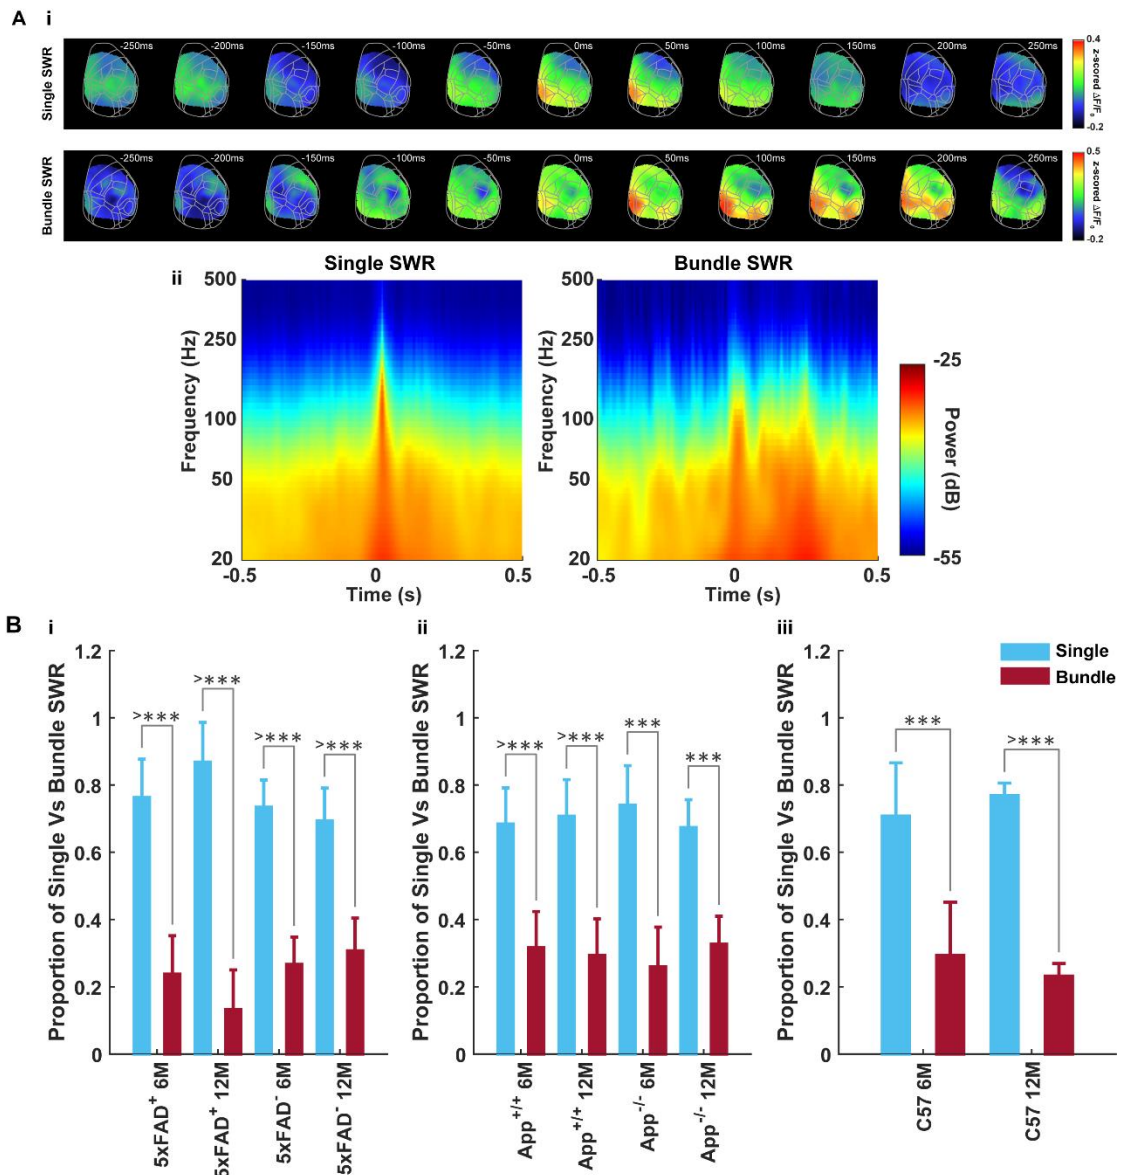 A i
Single SWR
-250ms -200ms -150ms -100ms -50ms 0ms 50ms 100ms 150ms 200ms 250ms
0.4
z-scored ΔF/F₀
-0.2
Bundle SWR
-250ms -200ms -150ms -100ms -50ms 0ms 50ms 100ms 150ms 200ms 250ms
0.5
z-scored ΔF/F₀
-0.2
ii
Single SWR
Frequency (Hz)
500
250
100
50
20
-0.5 0 0.5
Time (s)
Bundle SWR
Frequency (Hz)
500
250
100
50
20
-0.5 0 0.5
Time (s)
-25
Power (dB)
-55
B i
Proportion of Single Vs Bundle SWR
1.2
1
0.8
0.6
0.4
0.2
0
>*** >*** >*** >***
5xFAD⁺ 6M
5xFAD⁺ 12M
5xFAD⁻ 6M
5xFAD⁻ 12M
ii
Proportion of Single Vs Bundle SWR
1.2
1
0.8
0.6
0.4
0.2
0
>*** >*** *** ***
App⁺/⁺ 6M
App⁺/⁺ 12M
App⁻/⁻ 6M
App⁻/⁻ 12M
iii
Single
Bundle
Proportion of Single Vs Bundle SWR
1.2
1
0.8
0.6
0.4
0.2
0
*** >***
C57 6M
C57 12M